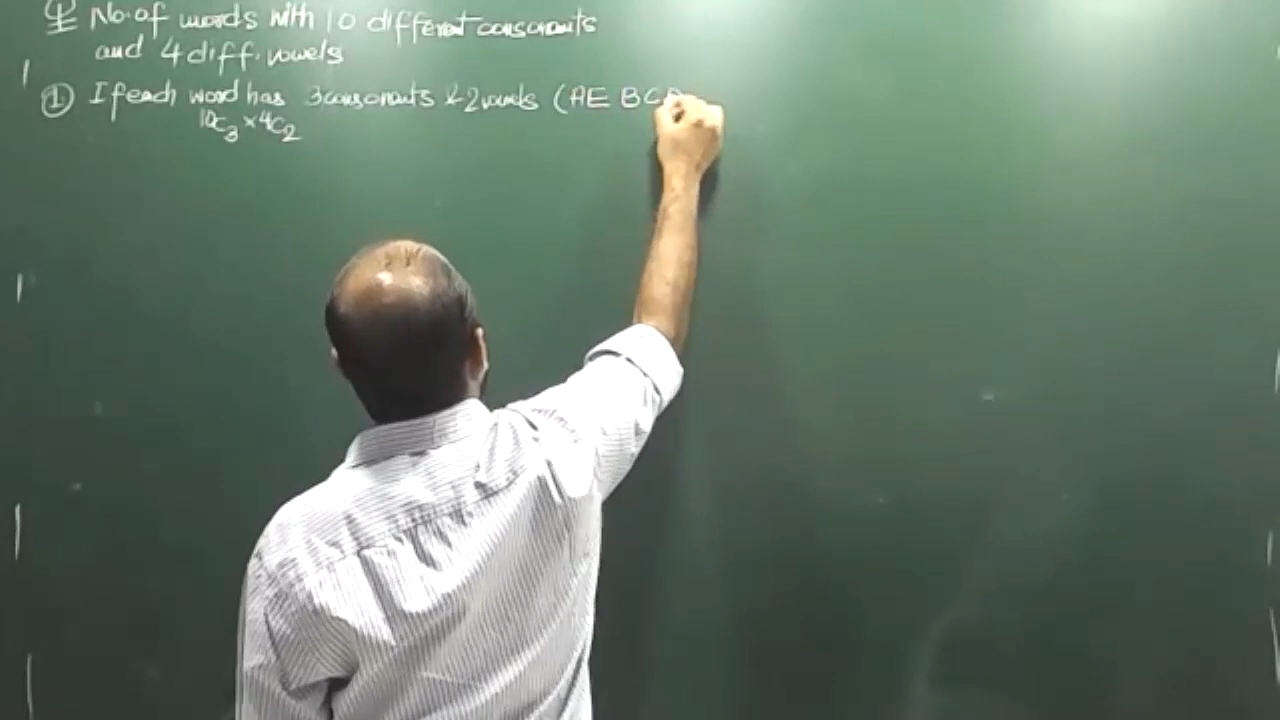 Q No. of words with 10 different consonants
and 4 diff. vowels
① If each word has 3 consonants & 2 vowels (AE BC
10C3 × 4C2